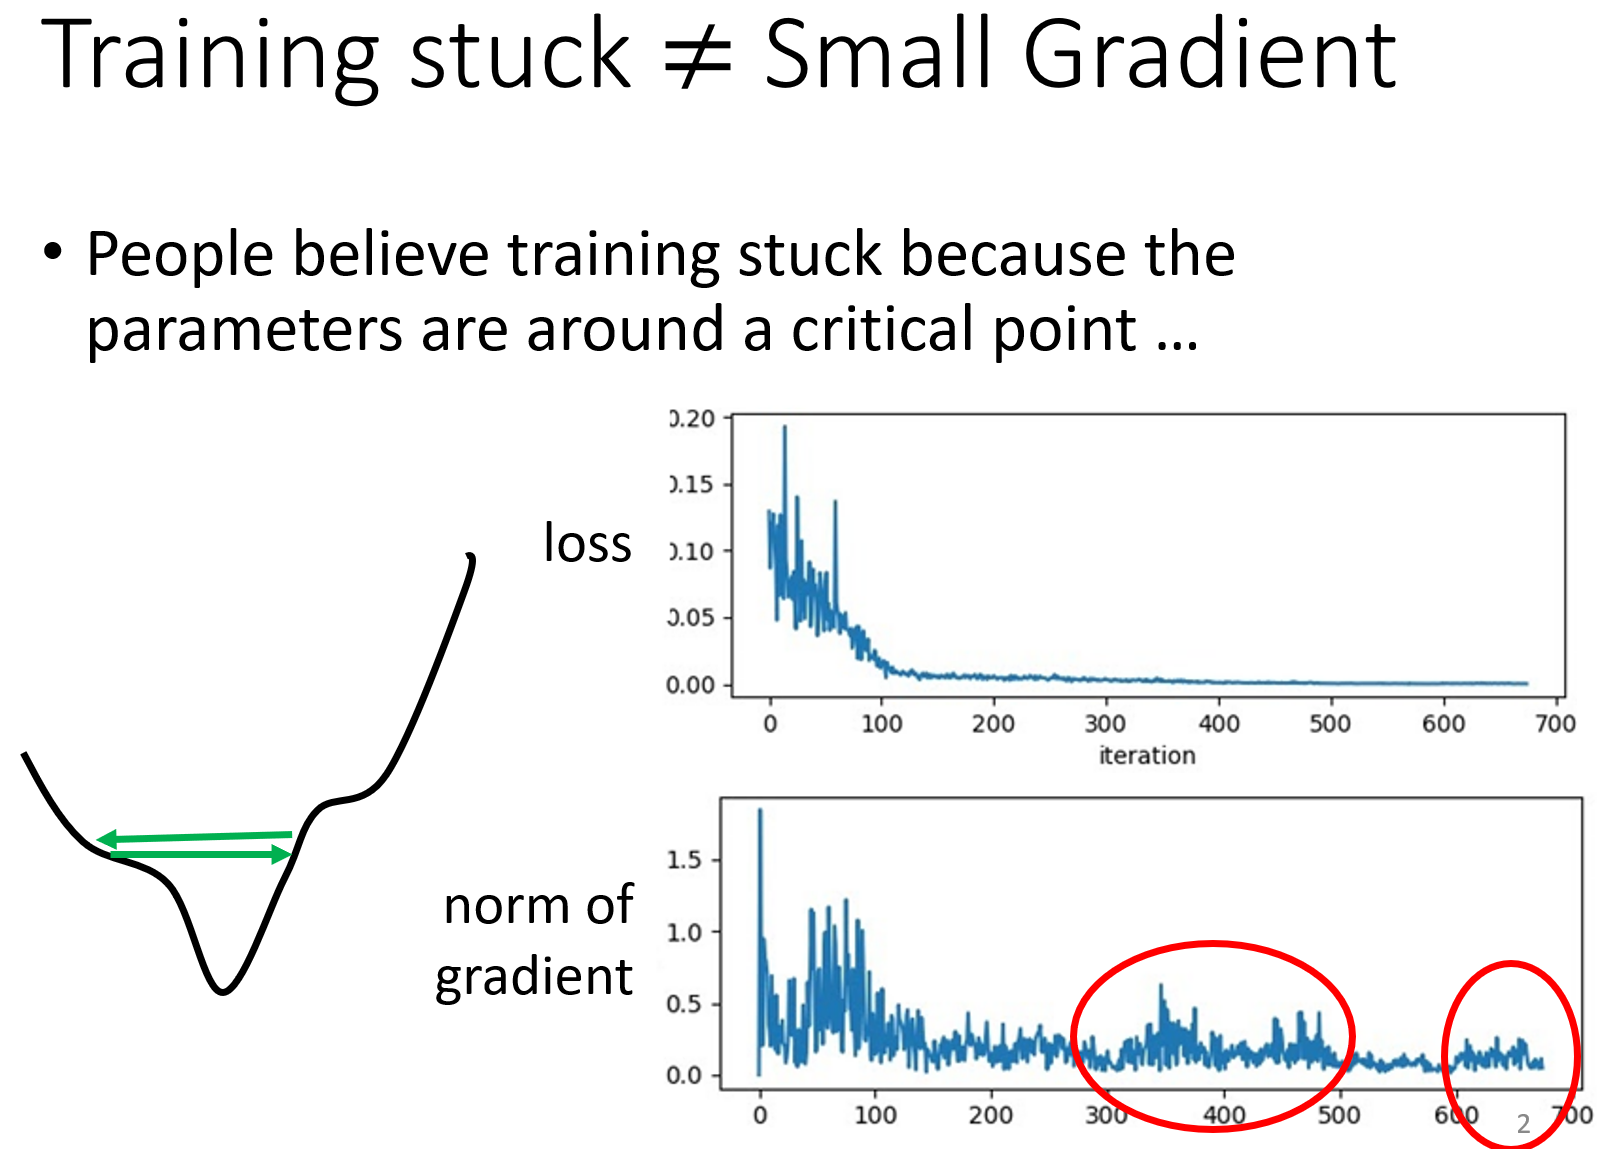 Training stuck ≠ Small Gradient
• People believe training stuck because the
parameters are around a critical point …
loss
0.20
0.15
0.10
0.05
0.00
0 100 200 300 400 500 600 700
iteration
norm of
gradient
1.5
1.0
0.5
0.0
0 100 200 300 400 500 600 700
2